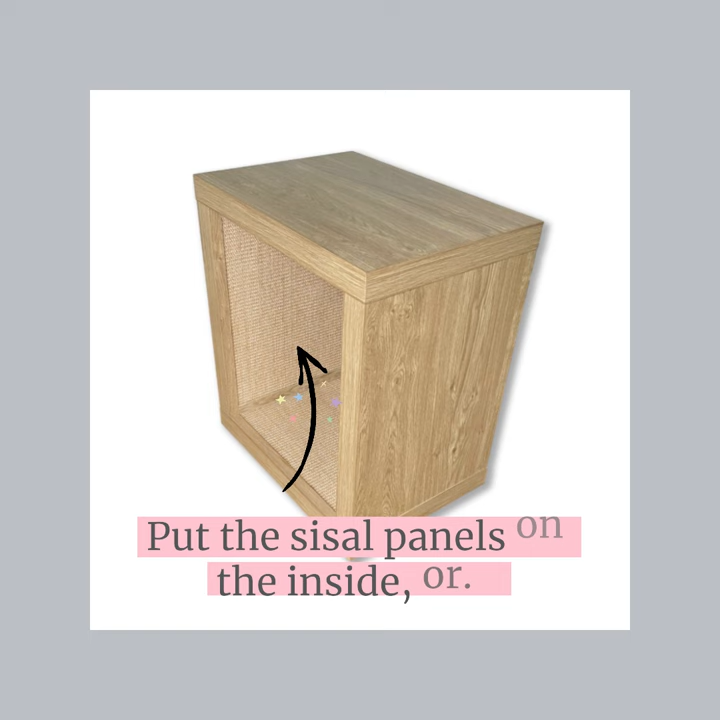 Put the sisal panels on
the inside, or.